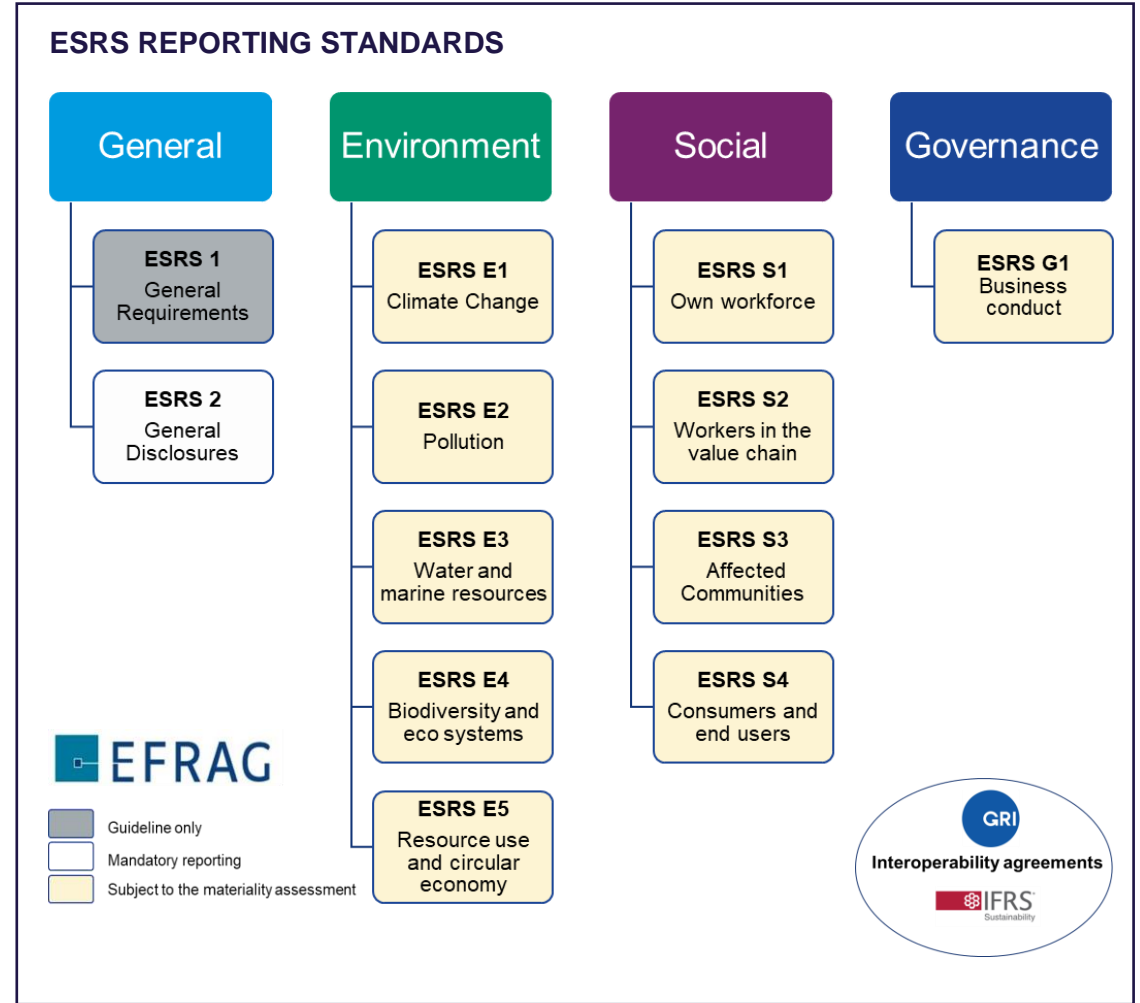 ESRS REPORTING STANDARDS
General
ESRS 1
General
Requirements
ESRS 2
General
Disclosures
Environment
ESRS E1
Climate Change
ESRS E2
Pollution
ESRS E3
Water and
marine resources
ESRS E4
Biodiversity and
eco systems
ESRS E5
Resource use
and circular
economy
Social
ESRS S1
Own workforce
ESRS S2
Workers in the
value chain
ESRS S3
Affected
Communities
ESRS S4
Consumers and
end users
Governance
ESRS G1
Business
conduct
EFRAG
Guideline only
Mandatory reporting
Subject to the materiality assessment
GRI
Interoperability agreements
IFRS
Sustainability